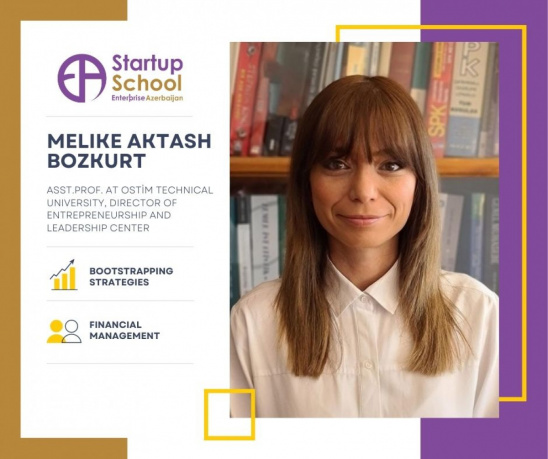 Startup
School
EnterpriseAzerbaijan
MELIKE AKTASH
BOZKURT
ASST.PROF. AT OSTİM TECHNICAL
UNIVERSITY, DIRECTOR OF
ENTREPRENEURSHIP AND
LEADERSHIP CENTER
BOOTSTRAPPING
STRATEGIES
FINANCIAL
MANAGEMENT
SPK